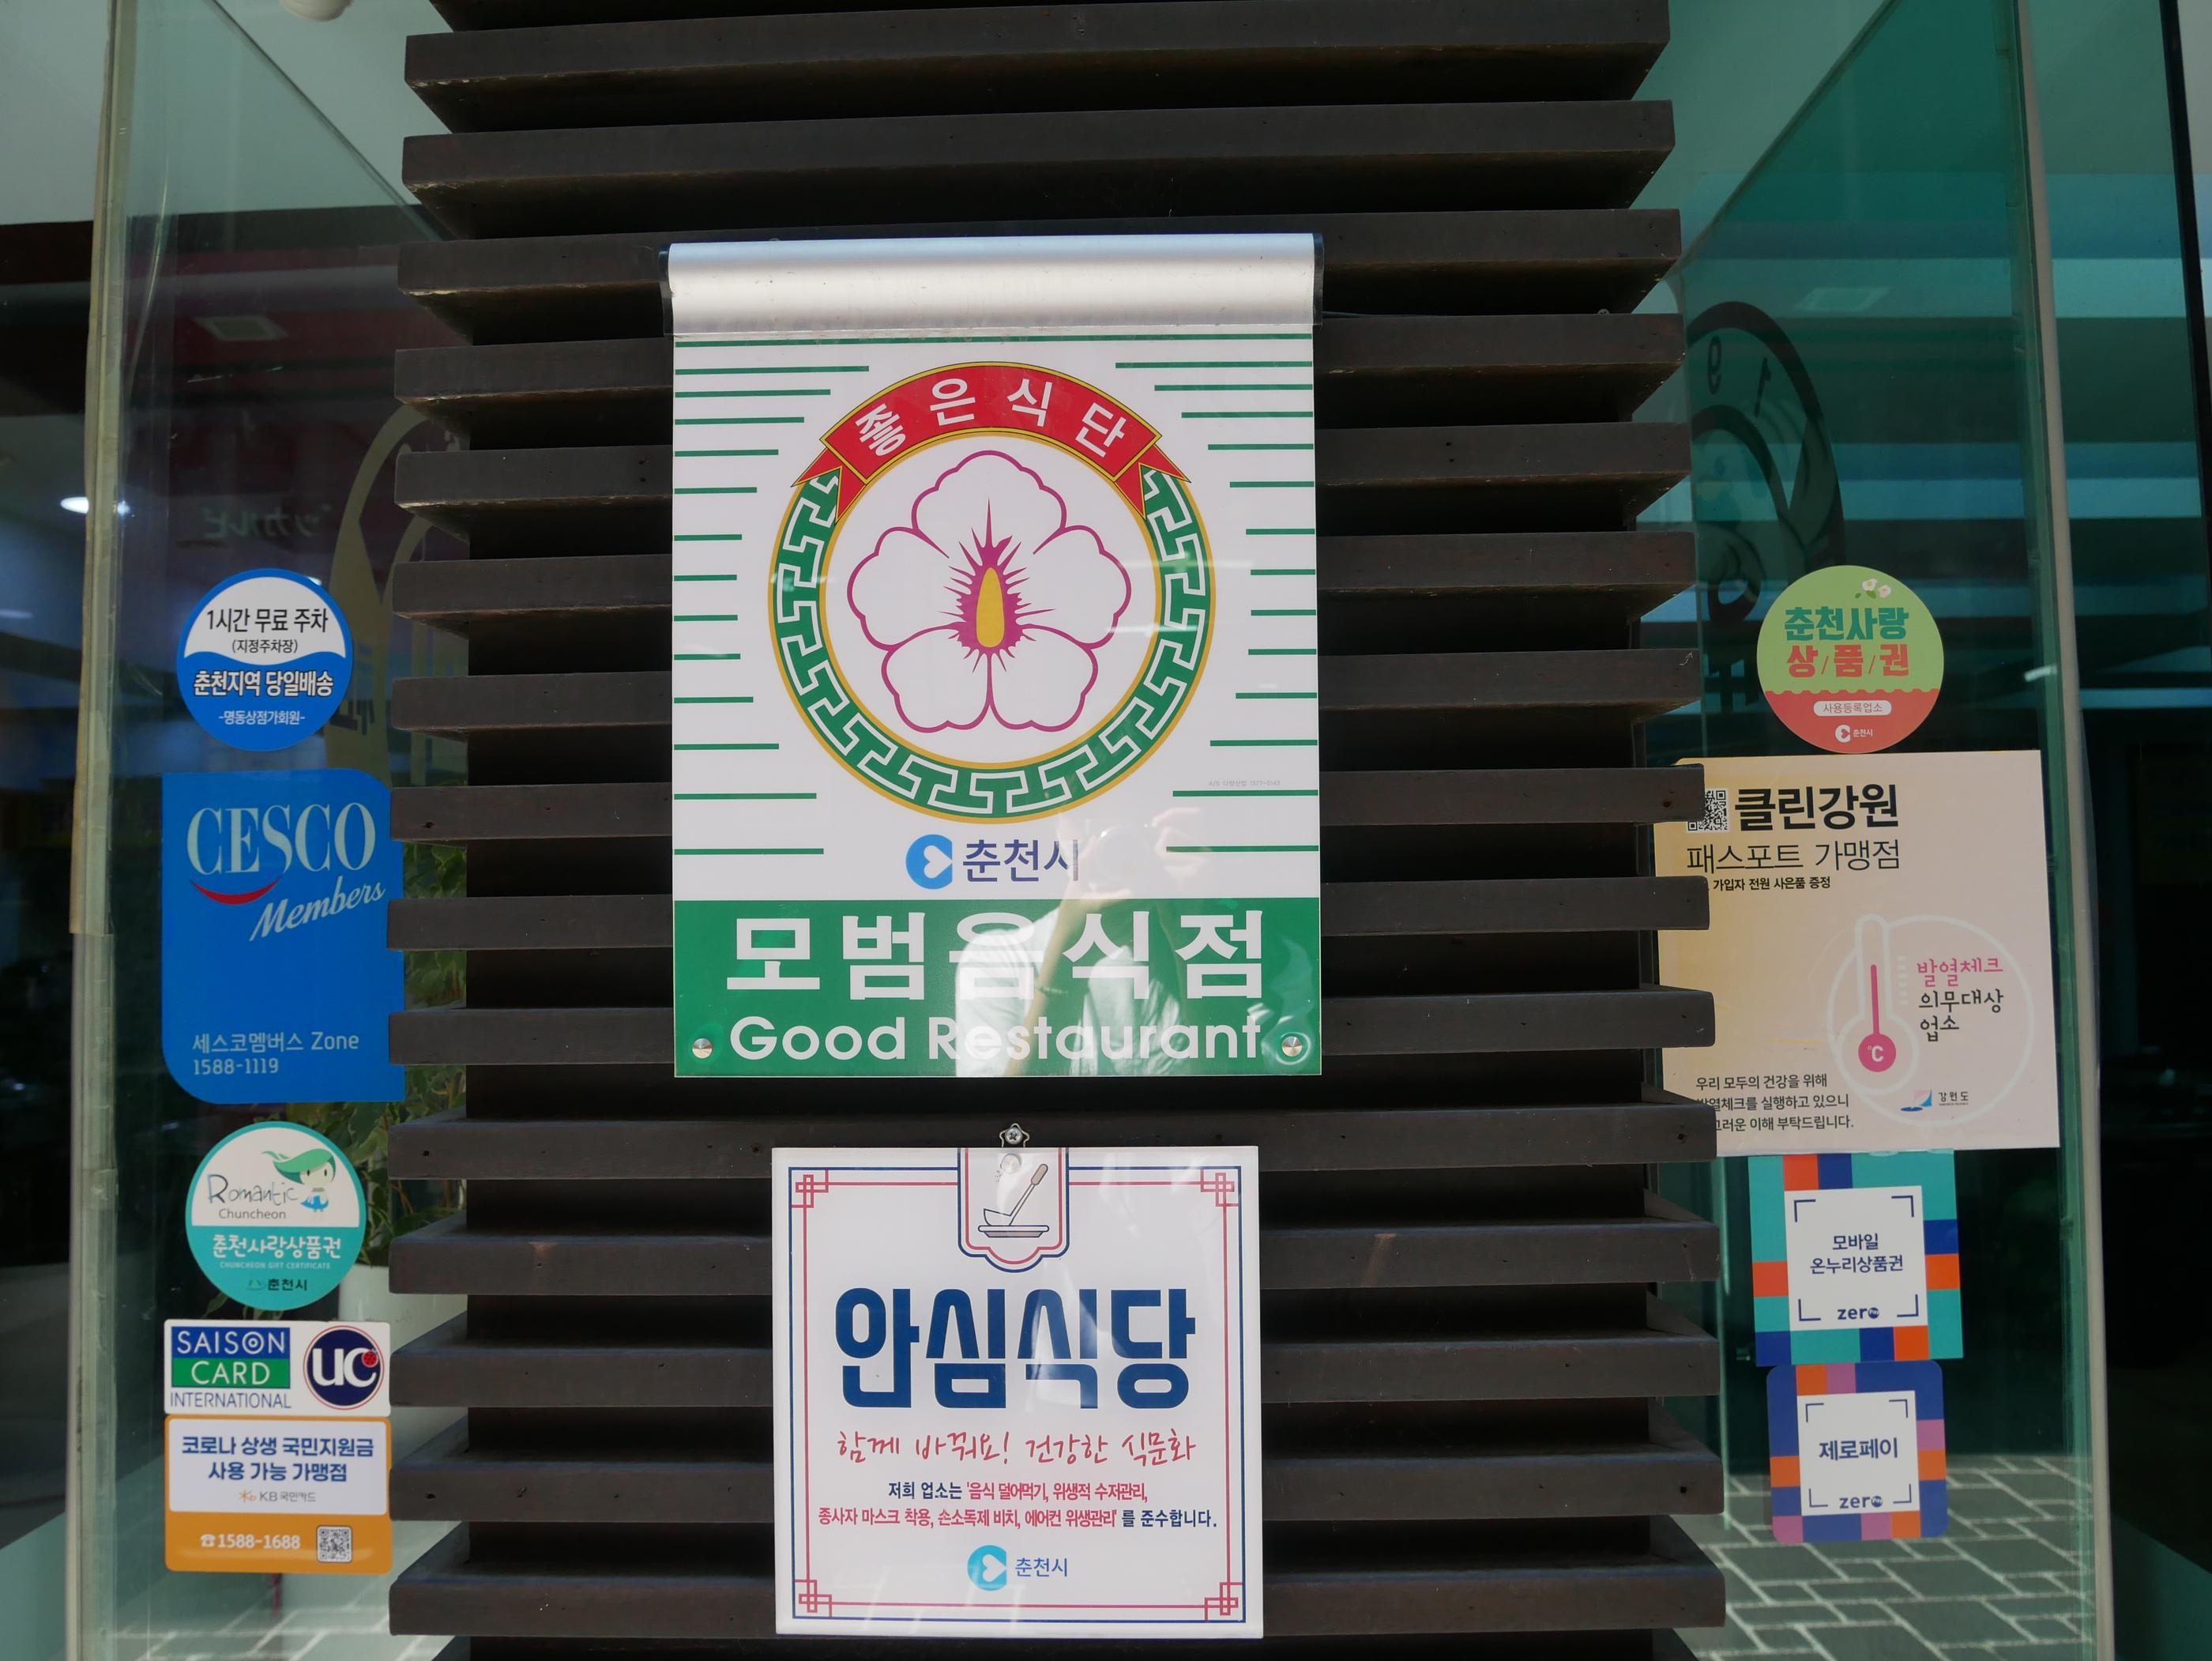 좋은식단
춘천시
모범음식점
Good Restaurant
안심식당
함께 바꿔요! 건강한 식문화
저희 업소는 '음식 덜어먹기, 위생적 수저관리,
종사자 마스크 착용, 손소독제 비치, 에어컨 위생관리' 를 준수합니다.
춘천시
1시간 무료 주차
(지정주차장)
춘천지역 당일배송
-명동상점가회원-
CESCO
Members
세스코멤버스 Zone
1588-1119
Romantic
Chuncheon
춘천사랑상품권
CHUNCHEON GIFT CERTIFICATE
춘천시
SAISON
CARD
INTERNATIONAL
UC
코로나 상생 국민지원금
사용 가능 가맹점
KB국민카드
☎1588-1688
춘천사랑
상/품/권
사용등록업소
춘천시
클린강원
패스포트 가맹점
가입자 전원 사은품 증정
발열체크
의무대상
업소
℃
우리 모두의 건강을 위해
발열체크를 실행하고 있으니
이해 부탁드립니다.
강원도
모바일
온누리상품권
zero
제로페이
zero